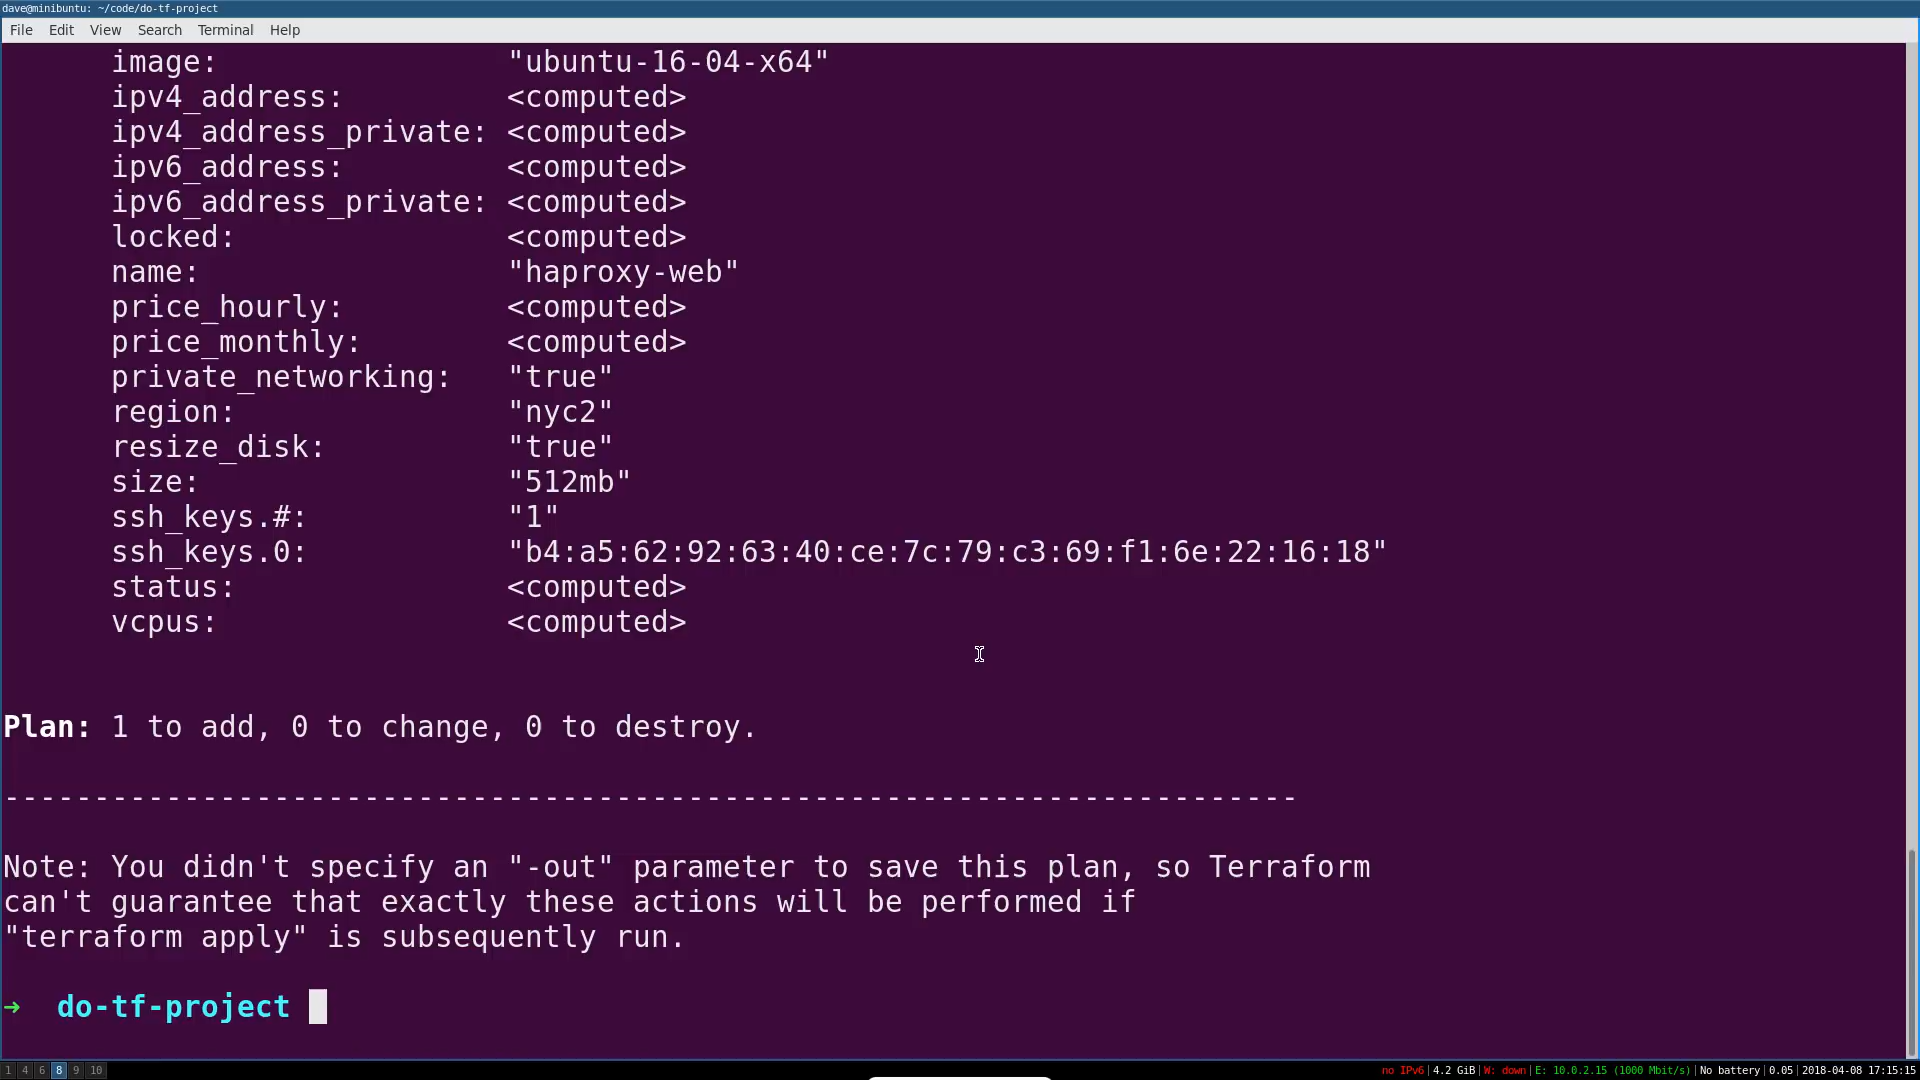 dave@minibuntu: ~/code/do-tf-project
File Edit View Search Terminal Help
image: "ubuntu-16-04-x64"
ipv4_address: <computed>
ipv4_address_private: <computed>
ipv6_address: <computed>
ipv6_address_private: <computed>
locked: <computed>
name: "haproxy-web"
price_hourly: <computed>
price_monthly: <computed>
private_networking: "true"
region: "nyc2"
resize_disk: "true"
size: "512mb"
ssh_keys.#: "1"
ssh_keys.0: "b4:a5:62:92:63:40:ce:7c:79:c3:69:f1:6e:22:16:18"
status: <computed>
vcpus: <computed>
Plan: 1 to add, 0 to change, 0 to destroy.
------------------------------------------------------------------------
Note: You didn't specify an "-out" parameter to save this plan, so Terraform
can't guarantee that exactly these actions will be performed if
"terraform apply" is subsequently run.
➜ do-tf-project
1 4 6 8 9 10 no IPv6|4.2 GiB|W: down|E: 10.0.2.15 (1000 Mbit/s)|No battery|0.05|2018-04-08 17:15:15